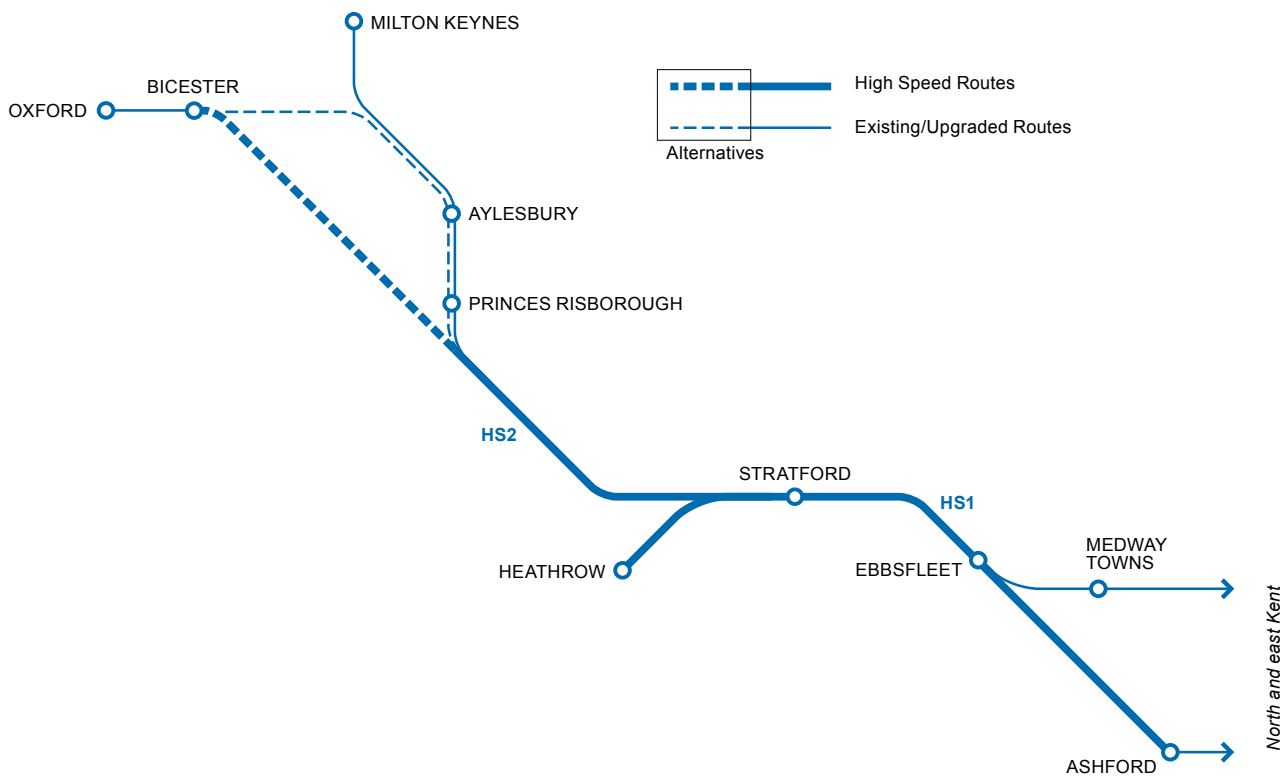 MILTON KEYNES
BICESTER
OXFORD
High Speed Routes
Existing/Upgraded Routes
Alternatives
AYLESBURY
PRINCES RISBOROUGH
HS2
STRATFORD
HS1
HEATHROW
EBBSFLEET
MEDWAY
TOWNS
North and east Kent
ASHFORD